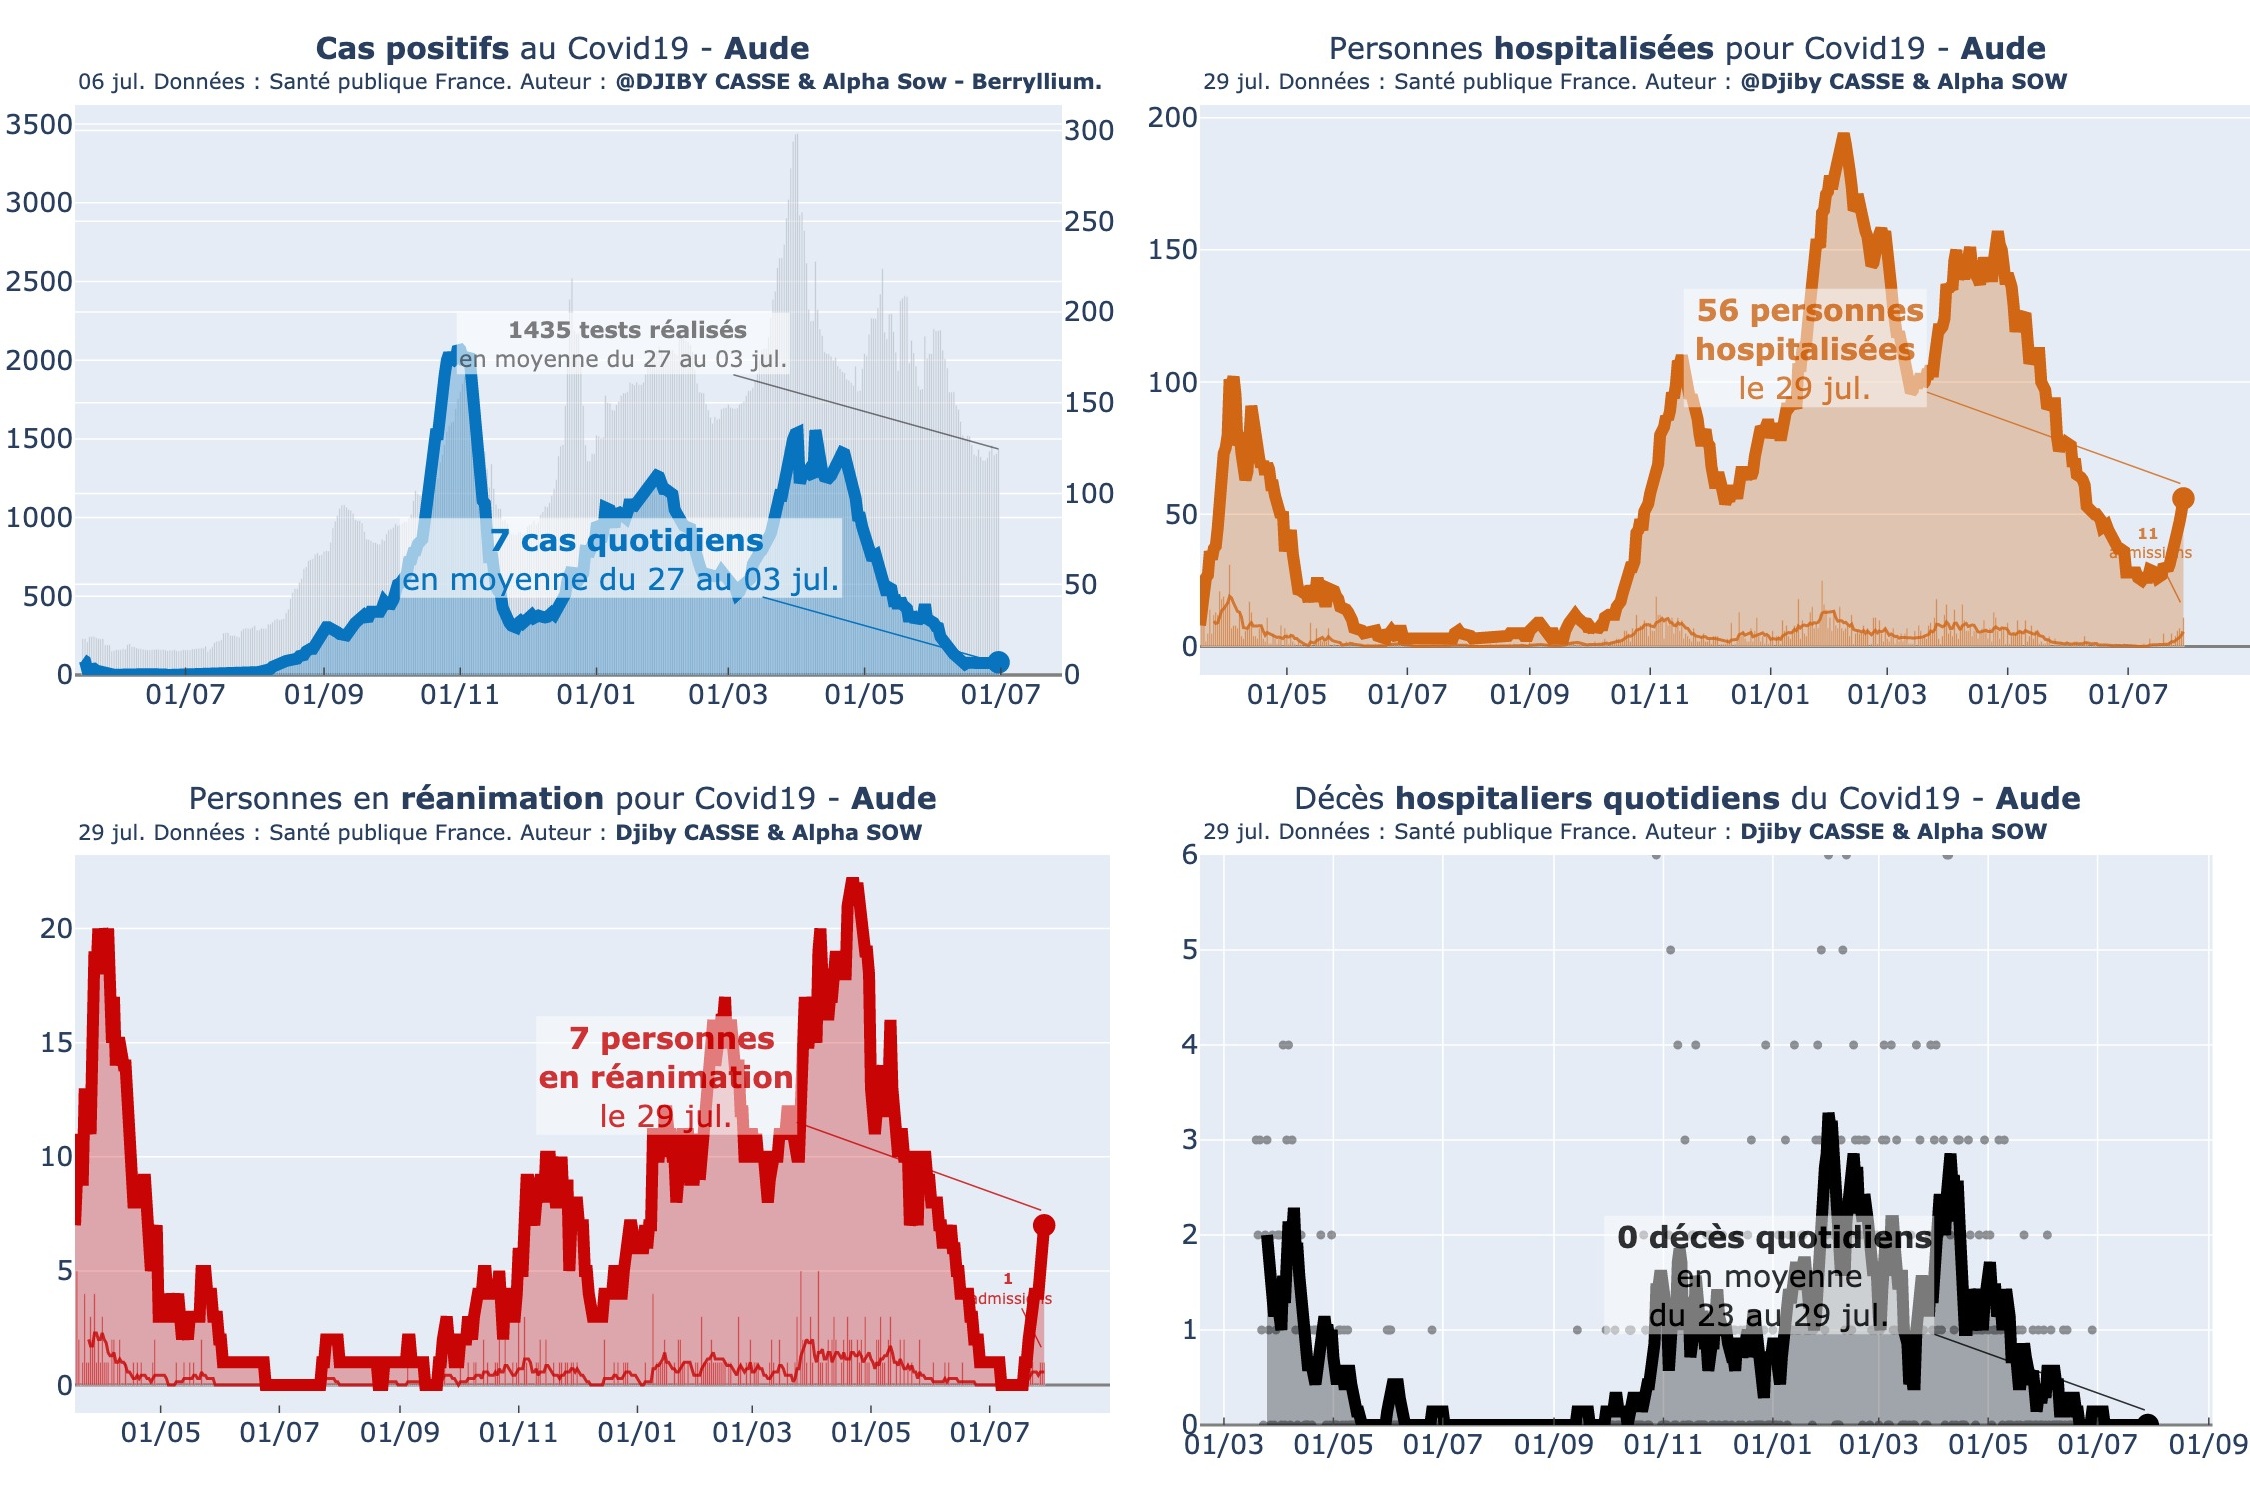 Cas positifs au Covid19 - Aude
06 jul. Données : Santé publique France. Auteur : @DJIBY CASSE & Alpha Sow - Berryllium.
3500
3000
2500
2000
1500
1000
500
0
300
250
200
150
100
50
0
1435 tests réalisés
en moyenne du 27 au 03 jul.
7 cas quotidiens
en moyenne du 27 au 03 jul.
01/07 01/09 01/11 01/01 01/03 01/05 01/07
Personnes hospitalisées pour Covid19 - Aude
29 jul. Données : Santé publique France. Auteur : @Djiby CASSE & Alpha SOW
200
150
100
50
0
56 personnes
hospitalisées
le 29 jul.
11
admissions
01/05 01/07 01/09 01/11 01/01 01/03 01/05 01/07
Personnes en réanimation pour Covid19 - Aude
29 jul. Données : Santé publique France. Auteur : Djiby CASSE & Alpha SOW
20
15
10
5
0
7 personnes
en réanimation
le 29 jul.
1
admissions
01/05 01/07 01/09 01/11 01/01 01/03 01/05 01/07
Décès hospitaliers quotidiens du Covid19 - Aude
29 jul. Données : Santé publique France. Auteur : Djiby CASSE & Alpha SOW
6
5
4
3
2
1
0
0 décès quotidiens
en moyenne
du 23 au 29 jul.
01/03 01/05 01/07 01/09 01/11 01/01 01/03 01/05 01/07 01/09